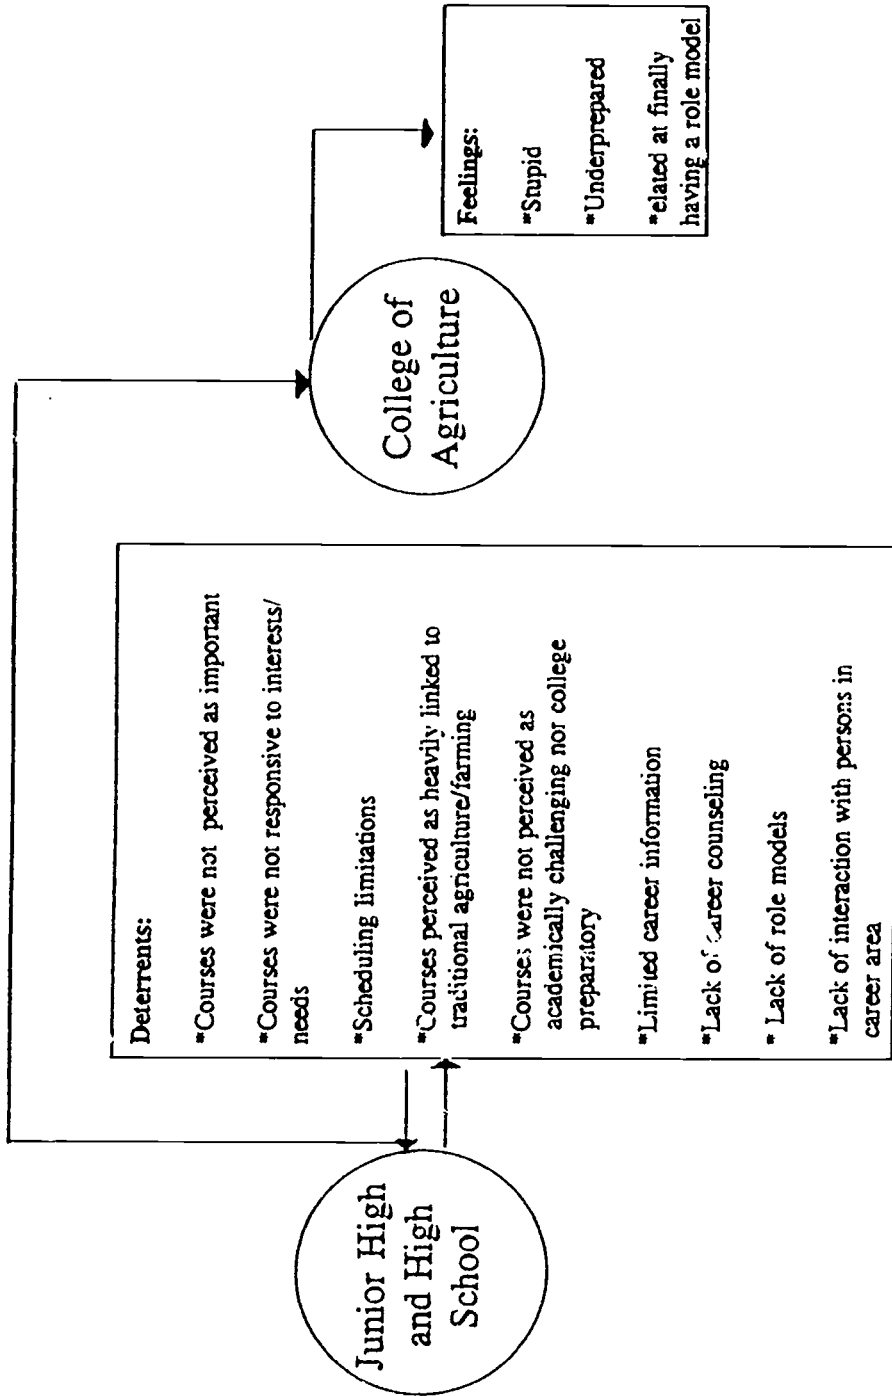 Junior High
and High
School
Deterrents:
*Courses were not perceived as important
*Courses were not responsive to interests/
needs
*Scheduling limitations
*Courses perceived as heavily linked to
traditional agriculture/farming
*Courses were not perceived as
academically challenging nor college
preparatory
*Limited career information
*Lack of career counseling
* Lack of role models
*Lack of interaction with persons in
career area
College of
Agriculture
Feelings:
*Stupid
*Underprepared
*elated at finally
having a role model